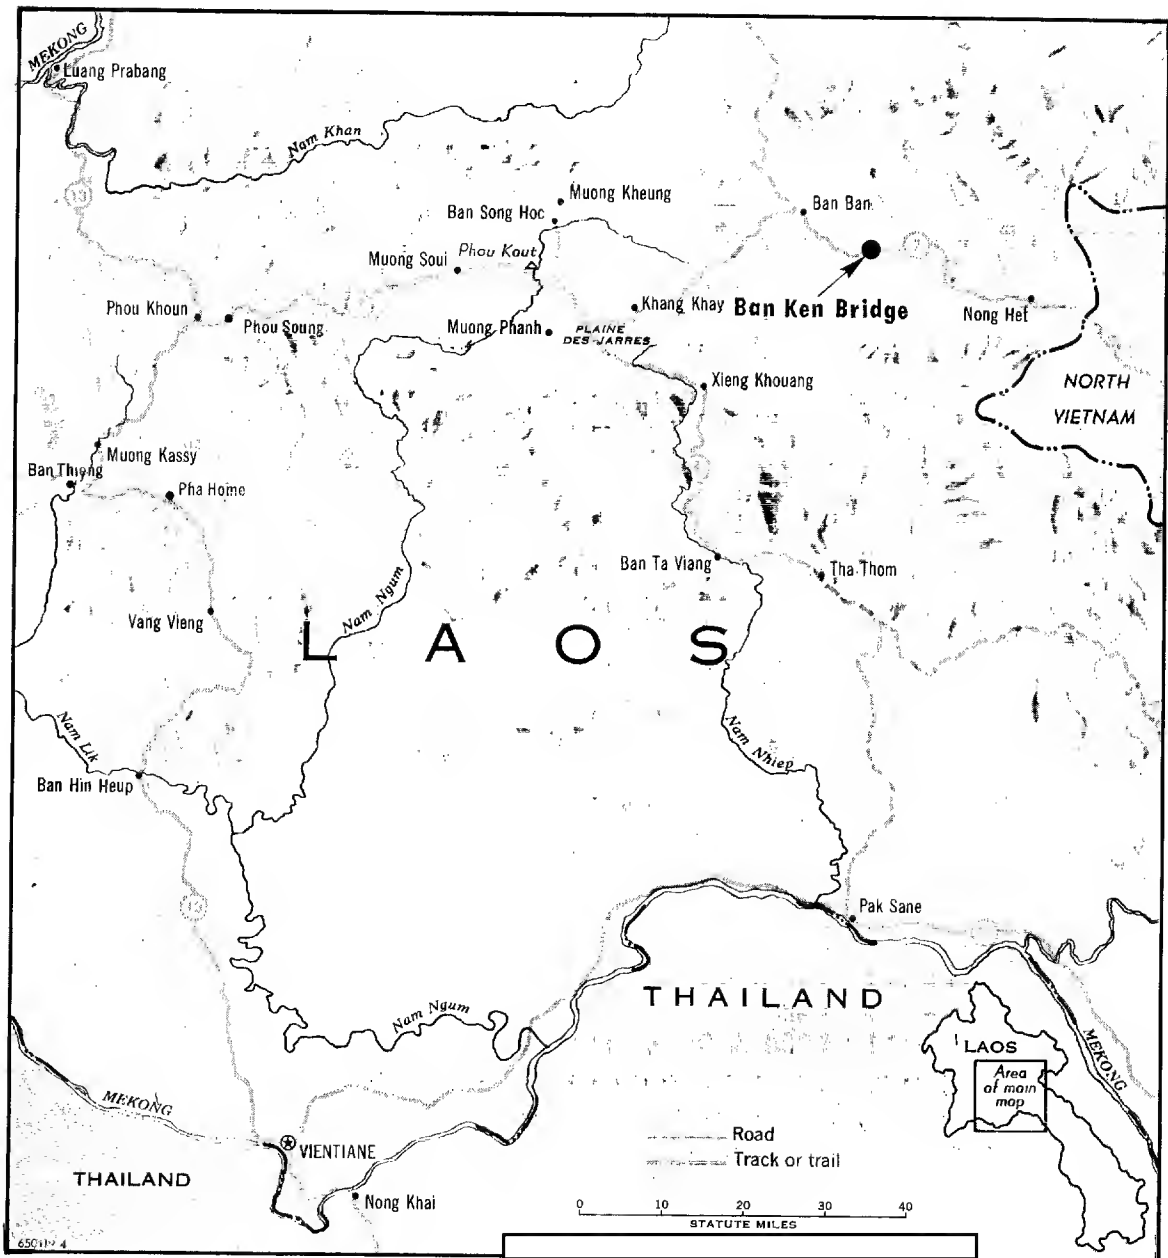 MEKONG
Luang Prabang
Nam Khan
13
Muong Kheung
Ban Song Hoc
Ban Ban
Muong Soui
Phou Kout
7
Phou Khoun
Phou Soung
Muong Phanh
Khang Khay
Ban Ken Bridge
Nong Het
PLAINE
DES JARRES
Xieng Khouang
NORTH
VIETNAM
Muong Kassy
Ban Thieng
Pha Home
Ban Ta Viang
Tha Thom
Nam Ngum
Vang Vieng
LAOS
Nam Lik
Nam Nhiep
Ban Hin Heup
13
Pak Sane
THAILAND
Nam Ngum
LAOS
Area
of main
map
MEKONG
MEKONG
Road
Track or trail
VIENTIANE
THAILAND
Nong Khai
0 10 20 30 40
STATUTE MILES